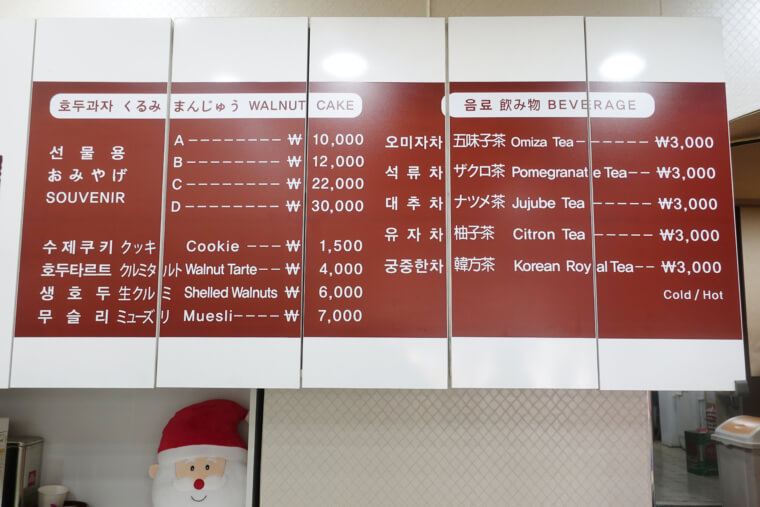 호두과자 くるみまんじゅう WALNUT CAKE
선물용
おみやげ
SOUVENIR
A --------- ₩ 10,000
B --------- ₩ 12,000
C --------- ₩ 22,000
D --------- ₩ 30,000
수제쿠키 クッキー Cookie --- ₩ 1,500
호두타르트 クルミタルト Walnut Tarte -- ₩ 4,000
생호두 生クルミ Shelled Walnuts ₩ 6,000
무슬리 ミューズリ Muesli ---- ₩ 7,000
음료 飲み物 BEVERAGE
오미자차 五味子茶 Omiza Tea ------ ₩3,000
석류차 ザクロ茶 Pomegranate Tea -- ₩3,000
대추차 ナツメ茶 Jujube Tea ----- ₩3,000
유자차 柚子茶 Citron Tea ----- ₩3,000
궁중한차 韓方茶 Korean Royal Tea -- ₩3,000
Cold / Hot